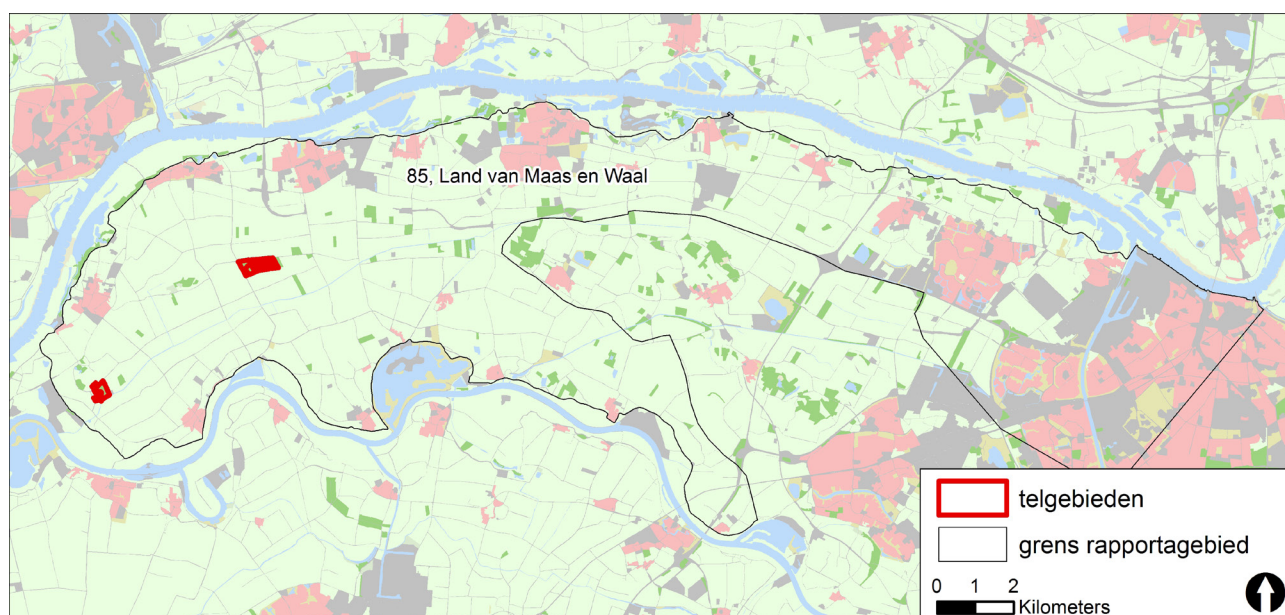 85, Land van Maas en Waal
telgebieden
grens rapportagebied
0 1 2
Kilometers